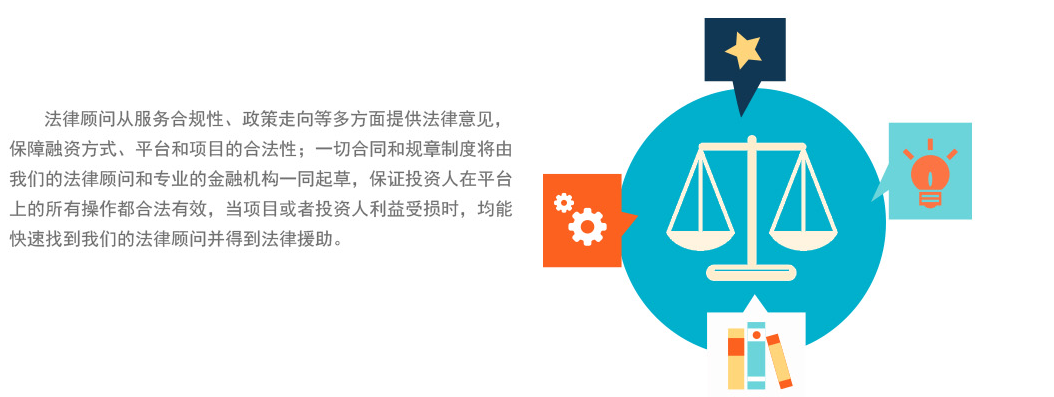 法律顾问从服务合规性、政策走向等多方面提供法律意见，
保障融资方式、平台和项目的合法性；一切合同和规章制度将由
我们的法律顾问和专业的金融机构一同起草，保证投资人在平台
上的所有操作都合法有效，当项目或者投资人利益受损时，均能
快速找到我们的法律顾问并得到法律援助。